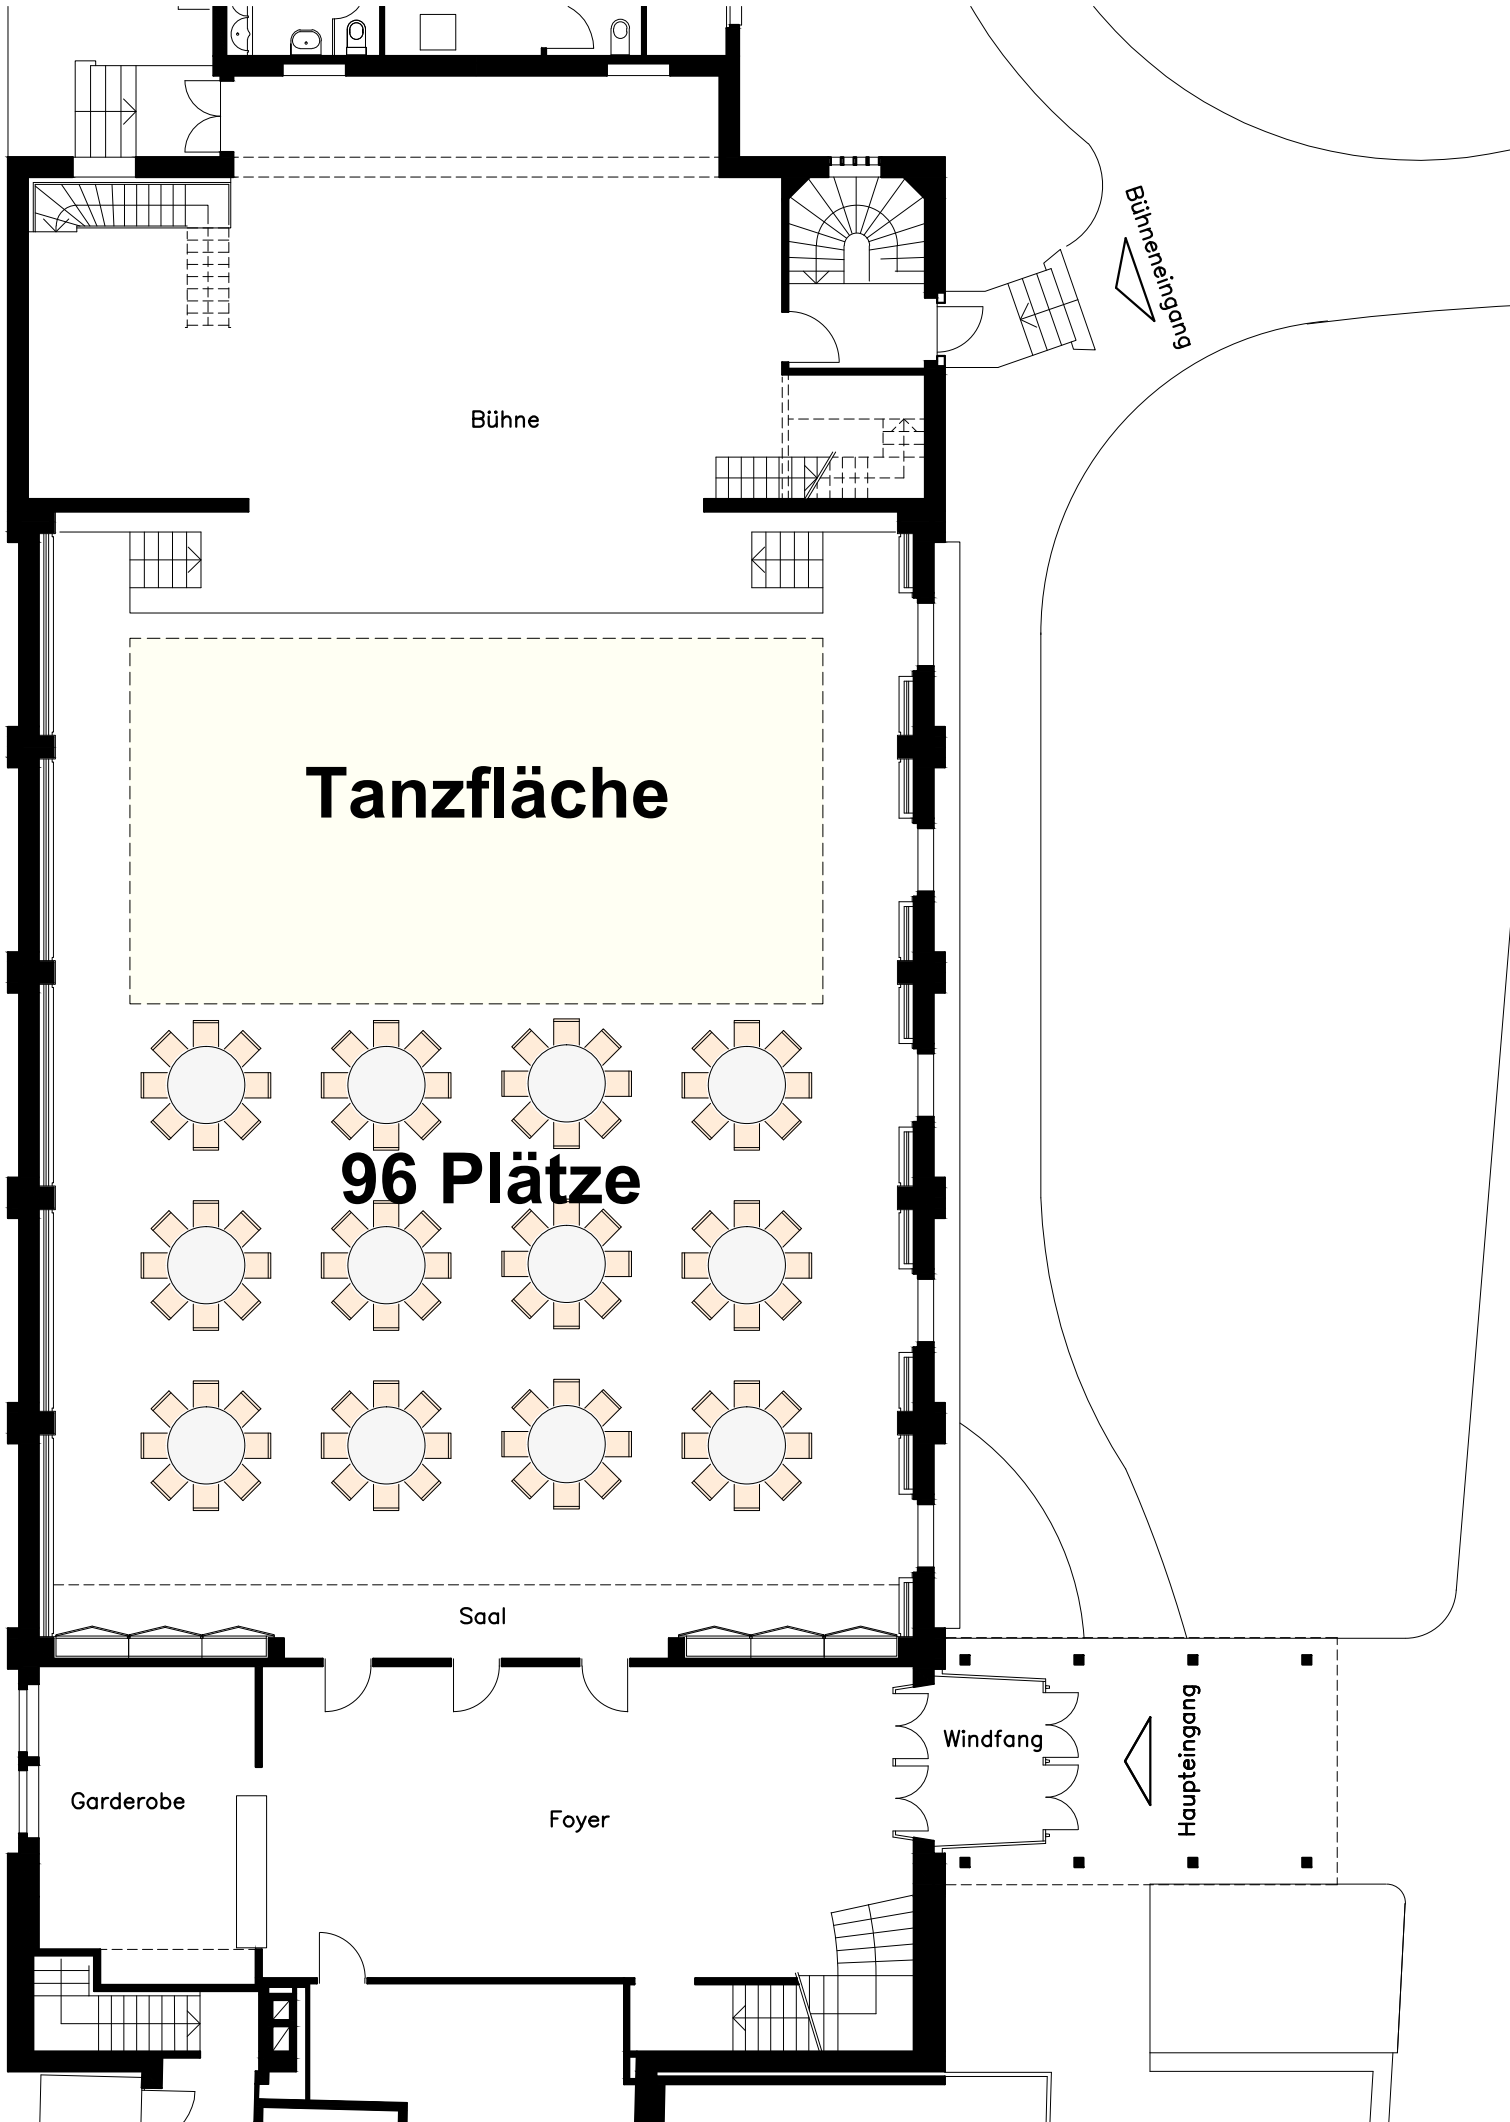 Bühneneingang
Bühne
Tanzfläche
96 Plätze
Saal
Windfang
Haupteingang
Garderobe
Foyer